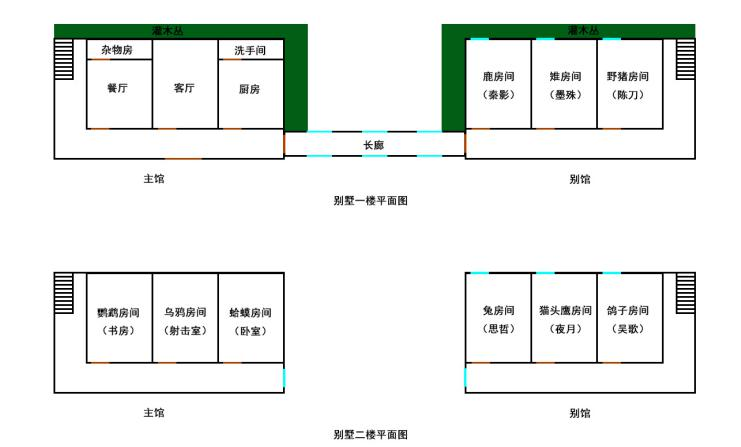 灌木丛
灌木丛
杂物房
洗手间
餐厅
客厅
厨房
鹿房间
（秦影）
雉房间
（墨殊）
野猪房间
（陈刀）
长廊
主馆
别馆
别墅一楼平面图
鹦鹉房间
（书房）
乌鸦房间
（射击室）
蛤蟆房间
（卧室）
兔房间
（思哲）
猫头鹰房间
（夜月）
鸽子房间
（吴歌）
主馆
别馆
别墅二楼平面图